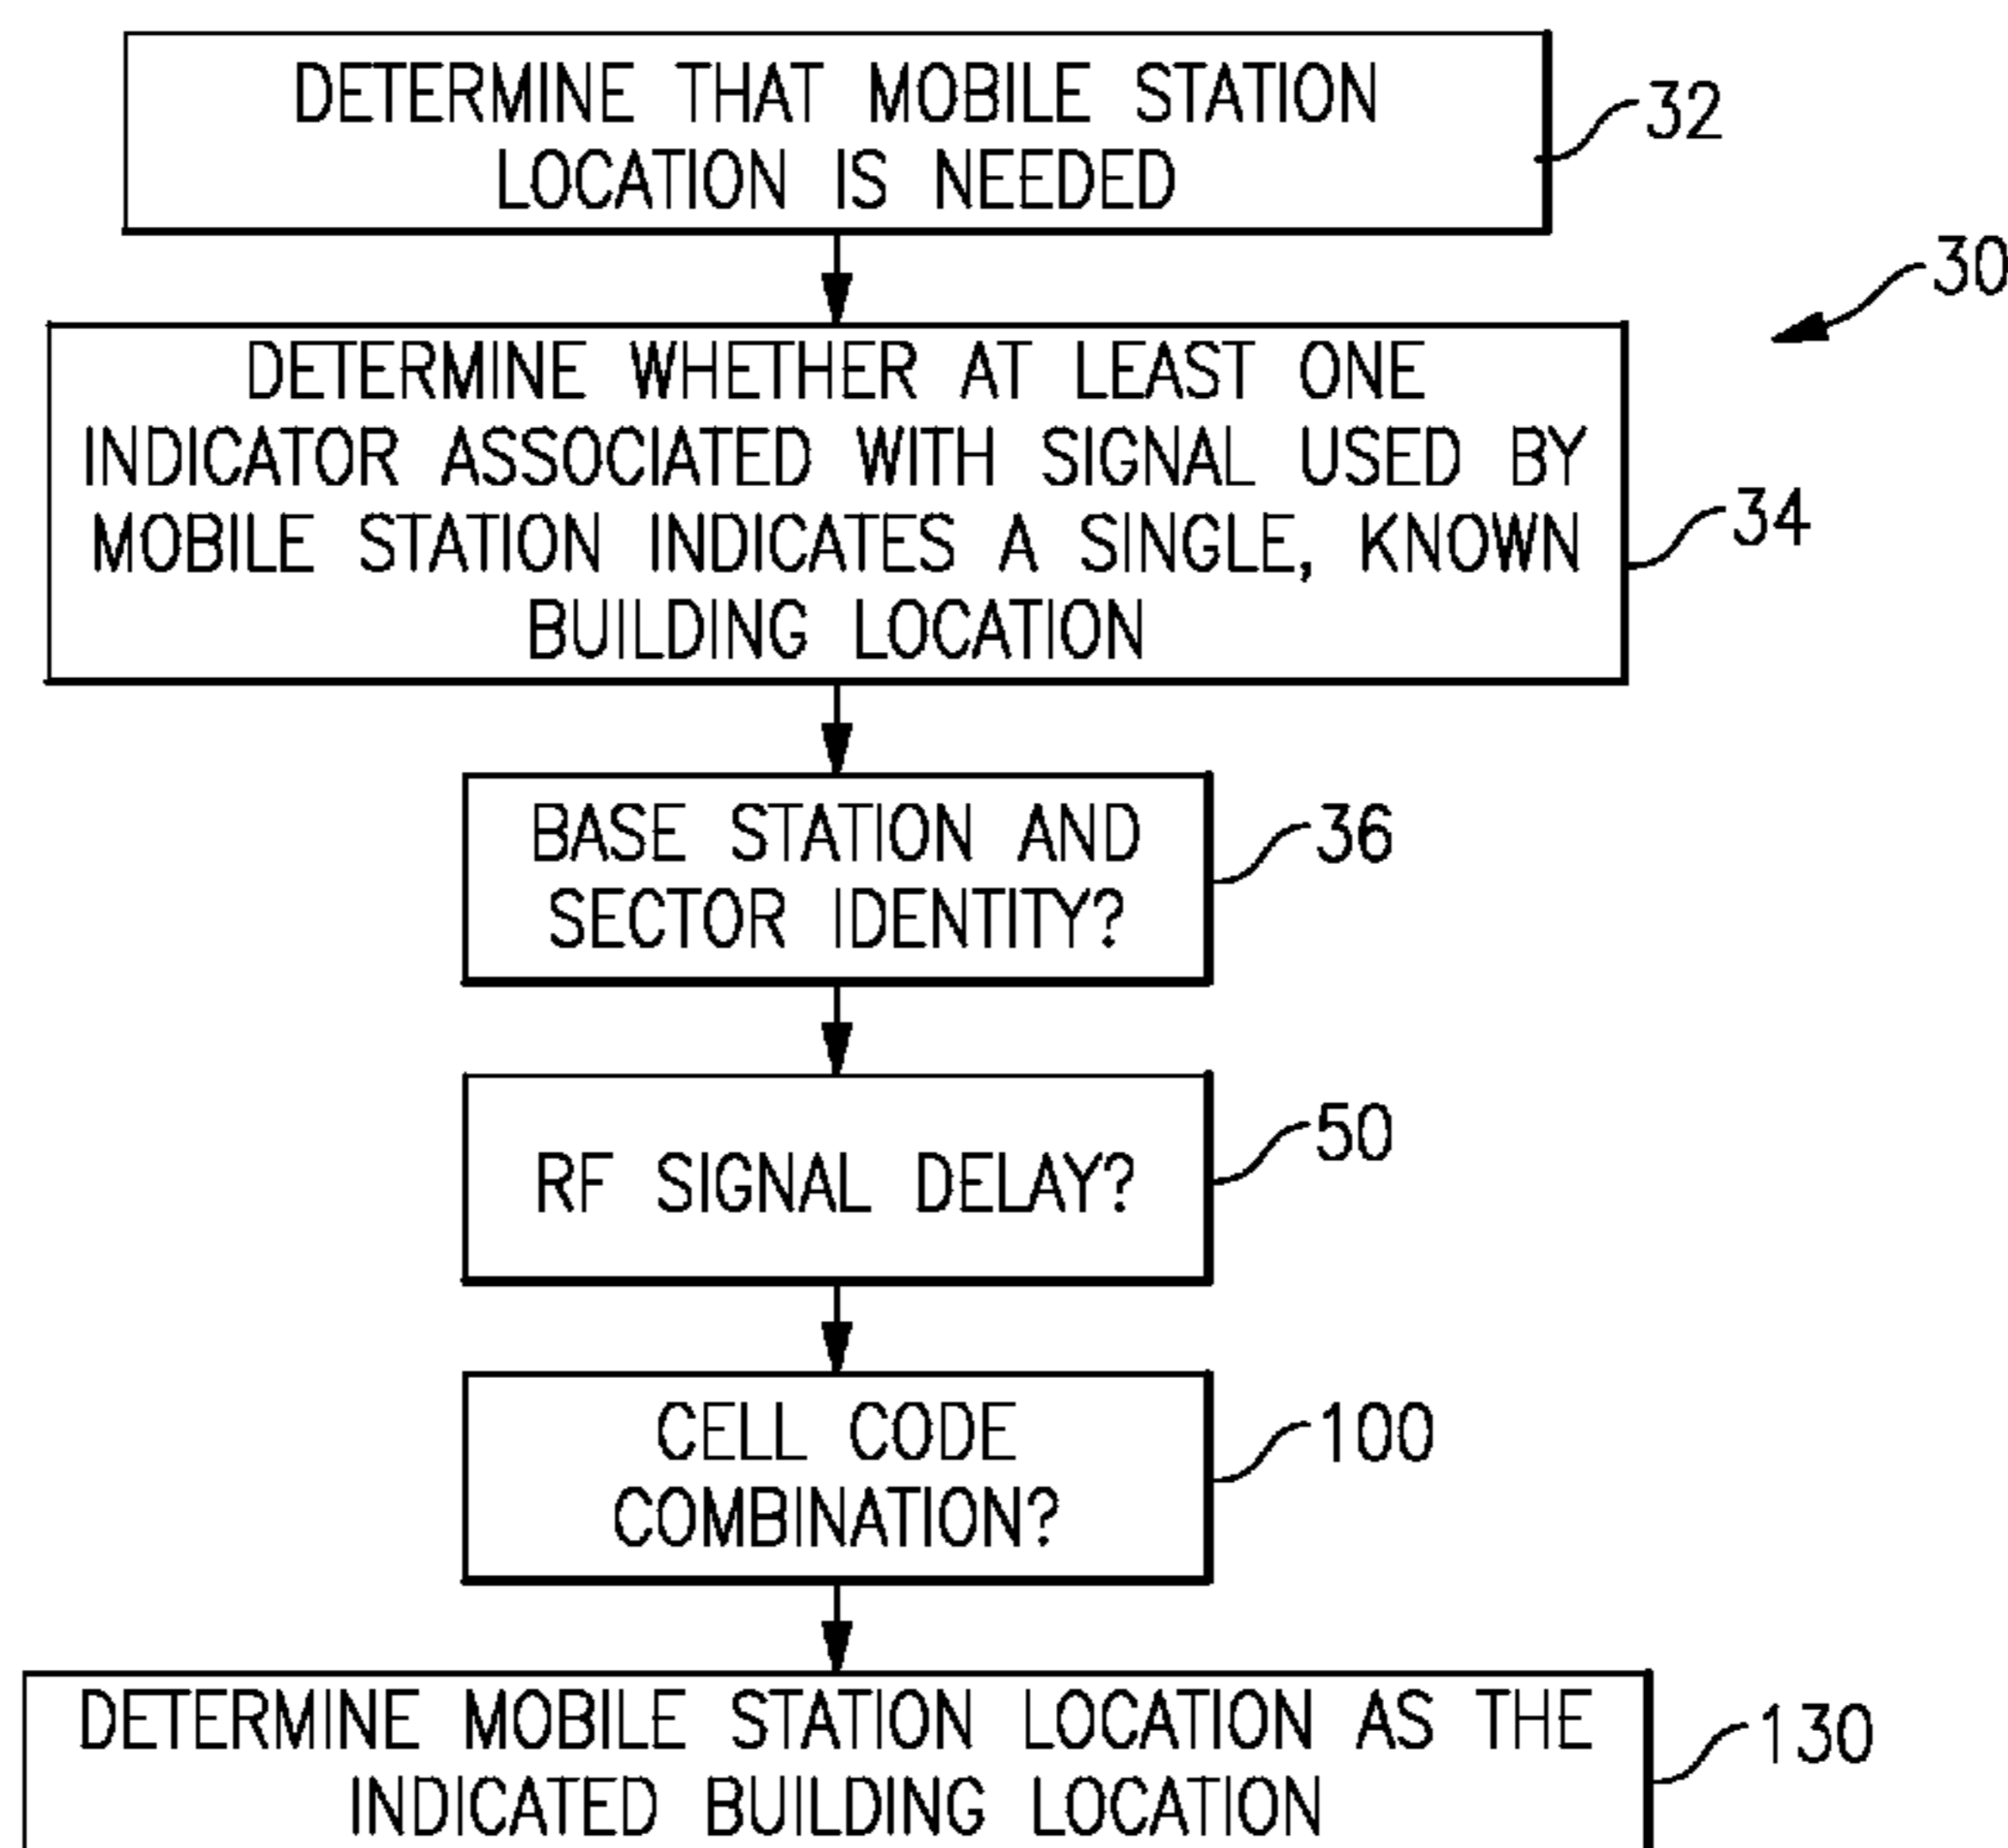 DETERMINE THAT MOBILE STATION
LOCATION IS NEEDED
32
30
DETERMINE WHETHER AT LEAST ONE
INDICATOR ASSOCIATED WITH SIGNAL USED BY
MOBILE STATION INDICATES A SINGLE, KNOWN
BUILDING LOCATION
34
BASE STATION AND
SECTOR IDENTITY?
36
RF SIGNAL DELAY?
50
CELL CODE
COMBINATION?
100
DETERMINE MOBILE STATION LOCATION AS THE
INDICATED BUILDING LOCATION
130